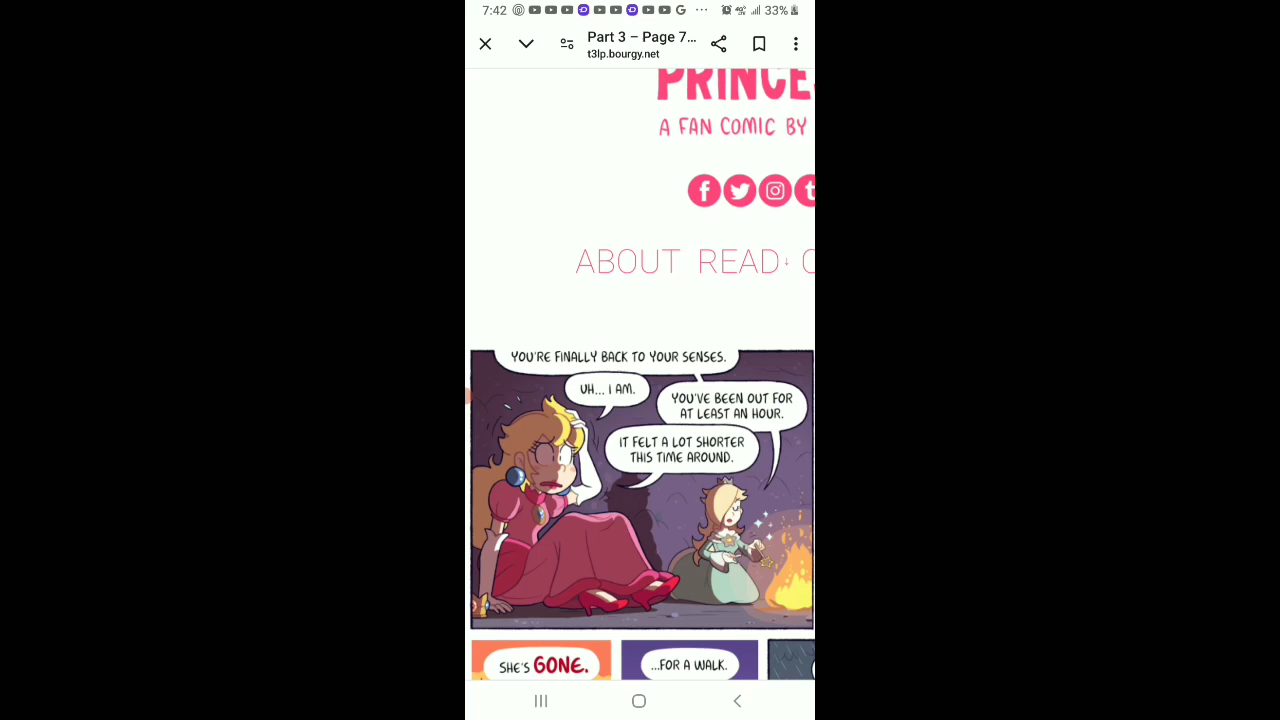 7:42
33%
Part 3 – Page 7...
t3lp.bourgy.net
A FAN COMIC BY
ABOUT READ↓
YOU'RE FINALLY BACK TO YOUR SENSES.
UH... I AM.
YOU'VE BEEN OUT FOR
AT LEAST AN HOUR.
IT FELT A LOT SHORTER
THIS TIME AROUND.
SHE'S GONE.
...FOR A WALK.